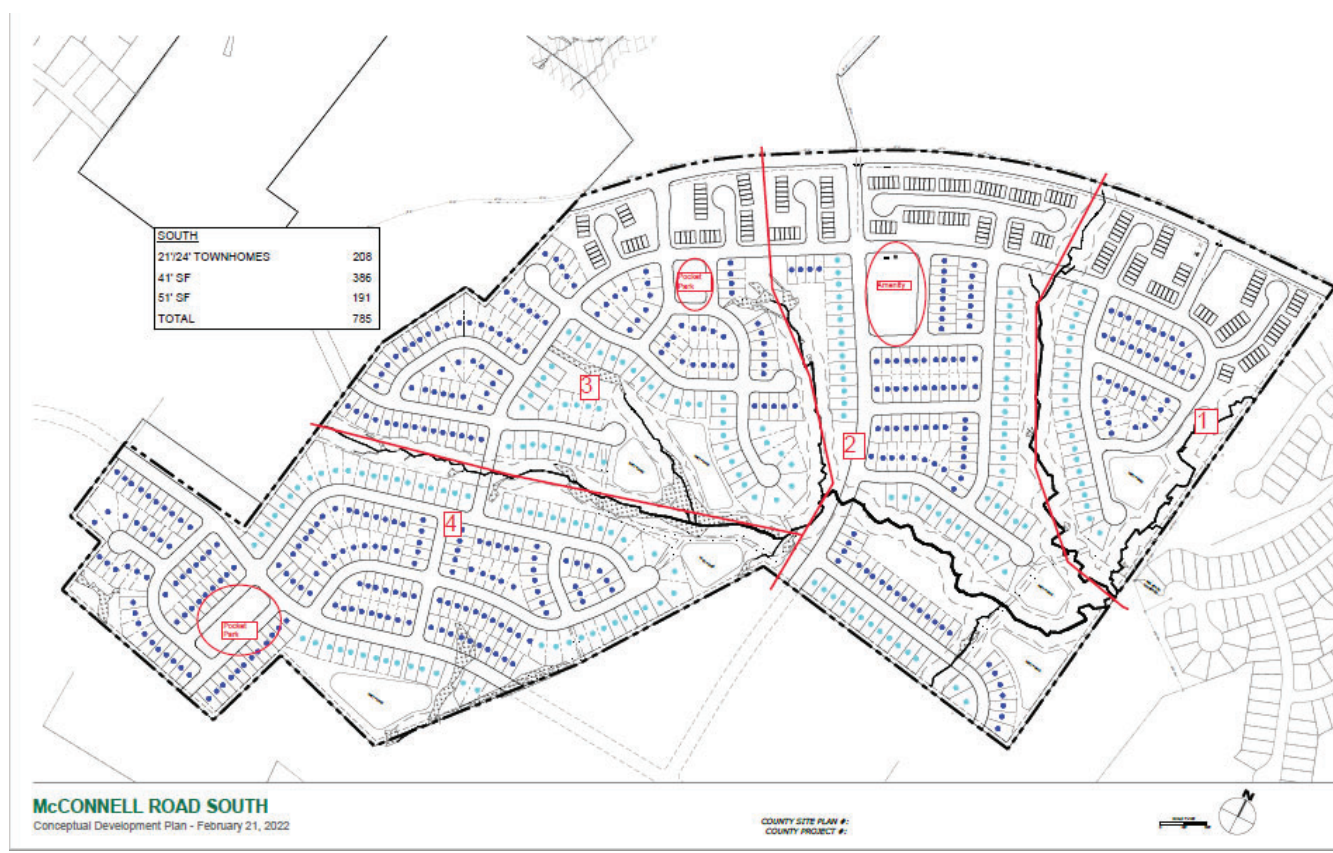 SOUTH
21'/24' TOWNHOMES 208
41' SF 386
51' SF 191
TOTAL 785
Pocket
Park
Amenity
3
2
1
4
Pocket
Park
McCONNELL ROAD SOUTH
Conceptual Development Plan - February 21, 2022
COUNTY SITE PLAN #:
COUNTY PROJECT #:
N